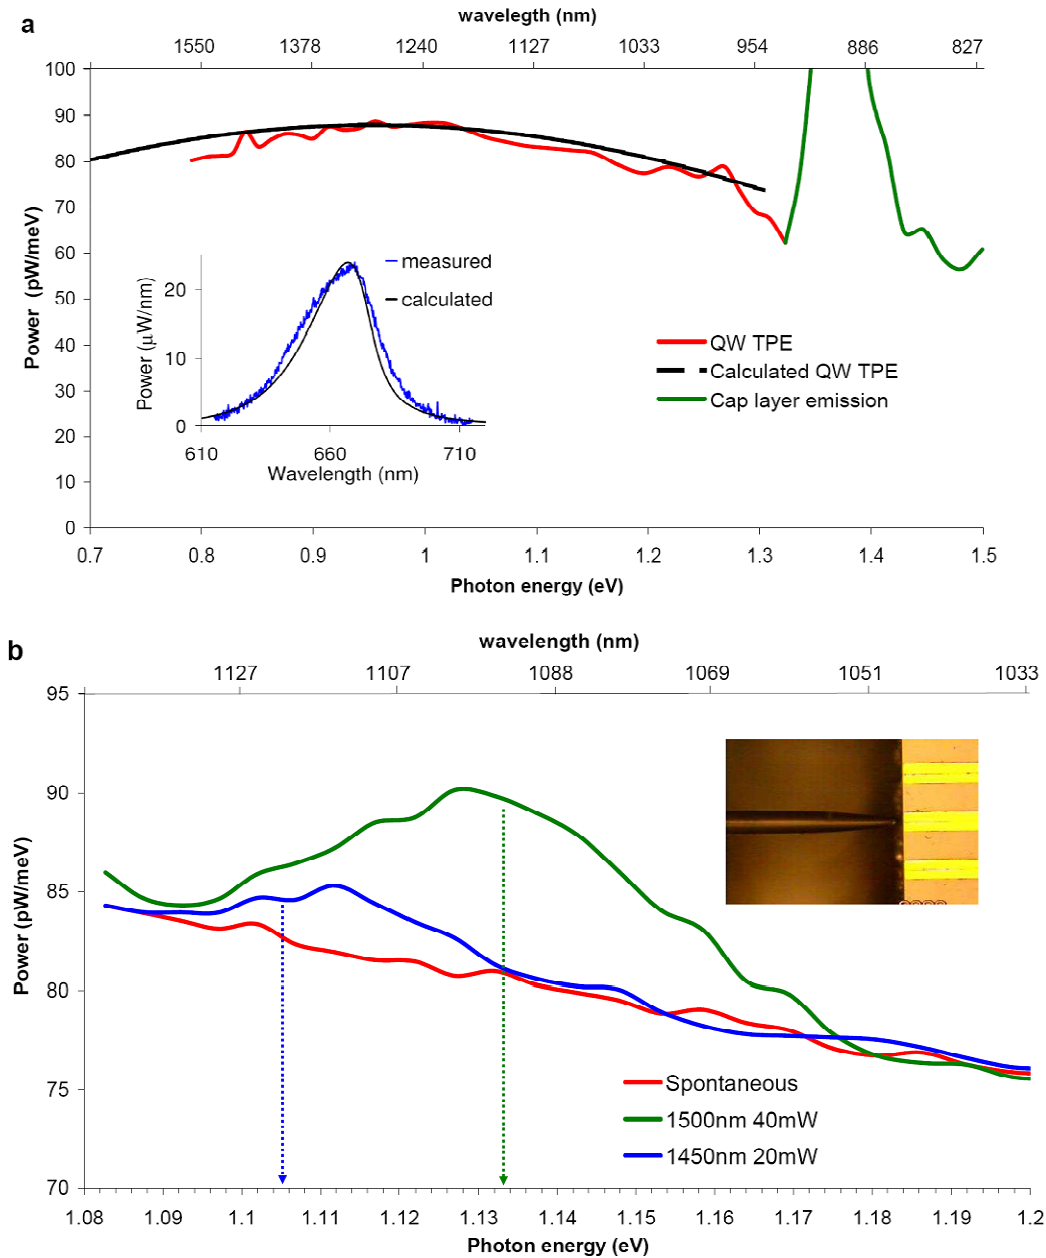 a
wavelegth (nm)
1550 1378 1240 1127 1033 954 886 827
100
90
80
70
60
50
40
30
20
10
0
Power (pW/meV)
measured
calculated
Power (µW/nm)
20
10
0
610 660 710
Wavelength (nm)
QW TPE
Calculated QW TPE
Cap layer emission
0.7 0.8 0.9 1 1.1 1.2 1.3 1.4 1.5
Photon energy (eV)
b
wavelength (nm)
1127 1107 1088 1069 1051 1033
95
90
85
80
75
70
Power (pW/meV)
Spontaneous
1500nm 40mW
1450nm 20mW
1.08 1.09 1.1 1.11 1.12 1.13 1.14 1.15 1.16 1.17 1.18 1.19 1.2
Photon energy (eV)